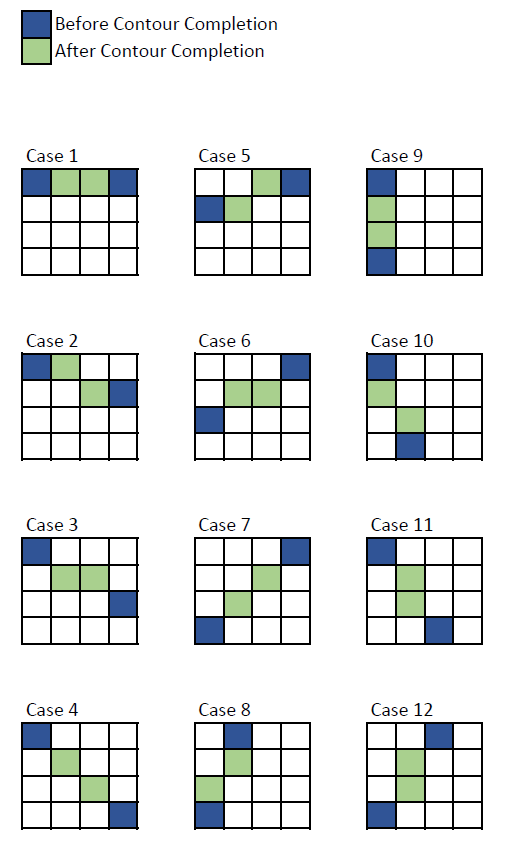 Before Contour Completion
After Contour Completion
Case 1
Case 5
Case 9
Case 2
Case 6
Case 10
Case 3
Case 7
Case 11
Case 4
Case 8
Case 12